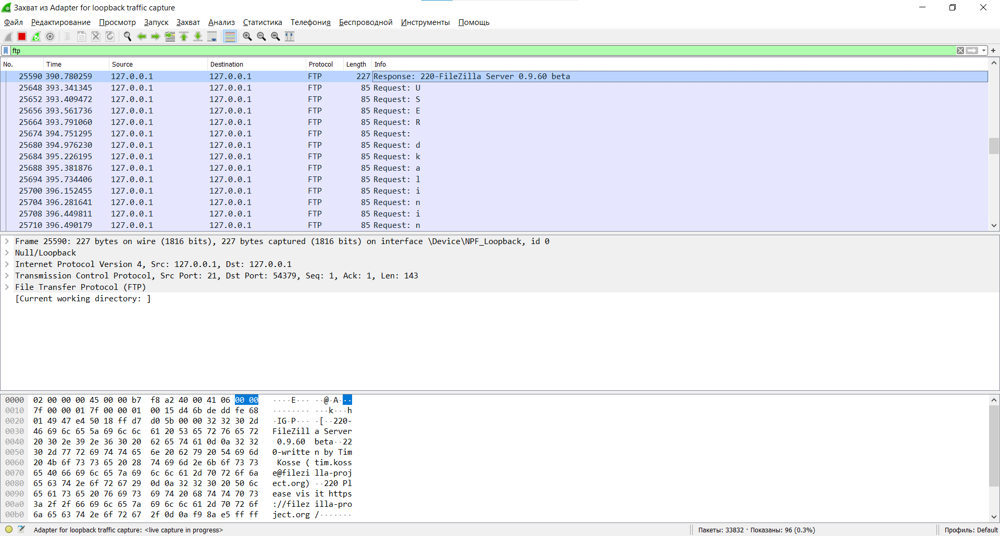 Захват из Adapter for loopback traffic capture
Файл Редактирование Просмотр Запуск Захват Анализ Статистика Телефония Беспроводной Инструменты Помощь
ftp
No. Time Source Destination Protocol Length Info
25590 390.780259 127.0.0.1 127.0.0.1 FTP 227 Response: 220-FileZilla Server 0.9.60 beta
25648 393.341345 127.0.0.1 127.0.0.1 FTP 85 Request: U
25652 393.409472 127.0.0.1 127.0.0.1 FTP 85 Request: S
25656 393.561736 127.0.0.1 127.0.0.1 FTP 85 Request: E
25664 393.791060 127.0.0.1 127.0.0.1 FTP 85 Request: R
25674 394.751295 127.0.0.1 127.0.0.1 FTP 85 Request:
25680 394.976230 127.0.0.1 127.0.0.1 FTP 85 Request: d
25684 395.226195 127.0.0.1 127.0.0.1 FTP 85 Request: k
25688 395.381876 127.0.0.1 127.0.0.1 FTP 85 Request: a
25694 395.734406 127.0.0.1 127.0.0.1 FTP 85 Request: l
25700 396.152455 127.0.0.1 127.0.0.1 FTP 85 Request: i
25704 396.281641 127.0.0.1 127.0.0.1 FTP 85 Request: n
25708 396.449811 127.0.0.1 127.0.0.1 FTP 85 Request: i
25710 396.490179 127.0.0.1 127.0.0.1 FTP 85 Request: n
Frame 25590: 227 bytes on wire (1816 bits), 227 bytes captured (1816 bits) on interface \Device\NPF_Loopback, id 0
Null/Loopback
Internet Protocol Version 4, Src: 127.0.0.1, Dst: 127.0.0.1
Transmission Control Protocol, Src Port: 21, Dst Port: 54379, Seq: 1, Ack: 1, Len: 143
File Transfer Protocol (FTP)
[Current working directory: ]
0000 02 00 00 00 45 00 00 b7 f8 a2 40 00 41 06 00 00 ····E··· ··@·A···
0010 7f 00 00 01 7f 00 00 01 00 15 d4 6b de dd fe 68 ········ ···k···h
0020 01 49 47 e4 50 18 ff d7 d0 5b 00 00 32 32 30 2d ·IG·P··· ·[··220-
0030 46 69 6c 65 5a 69 6c 6c 61 20 53 65 72 76 65 72 FileZill a Server
0040 20 30 2e 39 2e 36 30 20 62 65 74 61 0d 0a 32 32 0.9.60 beta··22
0050 30 2d 77 72 69 74 74 65 6e 20 62 79 20 54 69 6d 0-writte n by Tim
0060 20 4b 6f 73 73 65 20 28 74 69 6d 2e 6b 6f 73 73 Kosse ( tim.koss
0070 65 40 66 69 6c 65 7a 69 6c 6c 61 2d 70 72 6f 6a e@filezi lla-proj
0080 65 63 74 2e 6f 72 67 29 0d 0a 32 32 30 20 50 6c ect.org) ··220 Pl
0090 65 61 73 65 20 76 69 73 69 74 20 68 74 74 70 73 ease vis it https
00a0 3a 2f 2f 66 69 6c 65 7a 69 6c 6c 61 2d 70 72 6f ://filez illa-pro
00b0 6a 65 63 74 2e 6f 72 67 2f 0d 0a f9 8a e5 ff ff ject.org /·······
Adapter for loopback traffic capture: <live capture in progress> Пакеты: 33832 · Показаны: 96 (0.3%) Профиль: Default